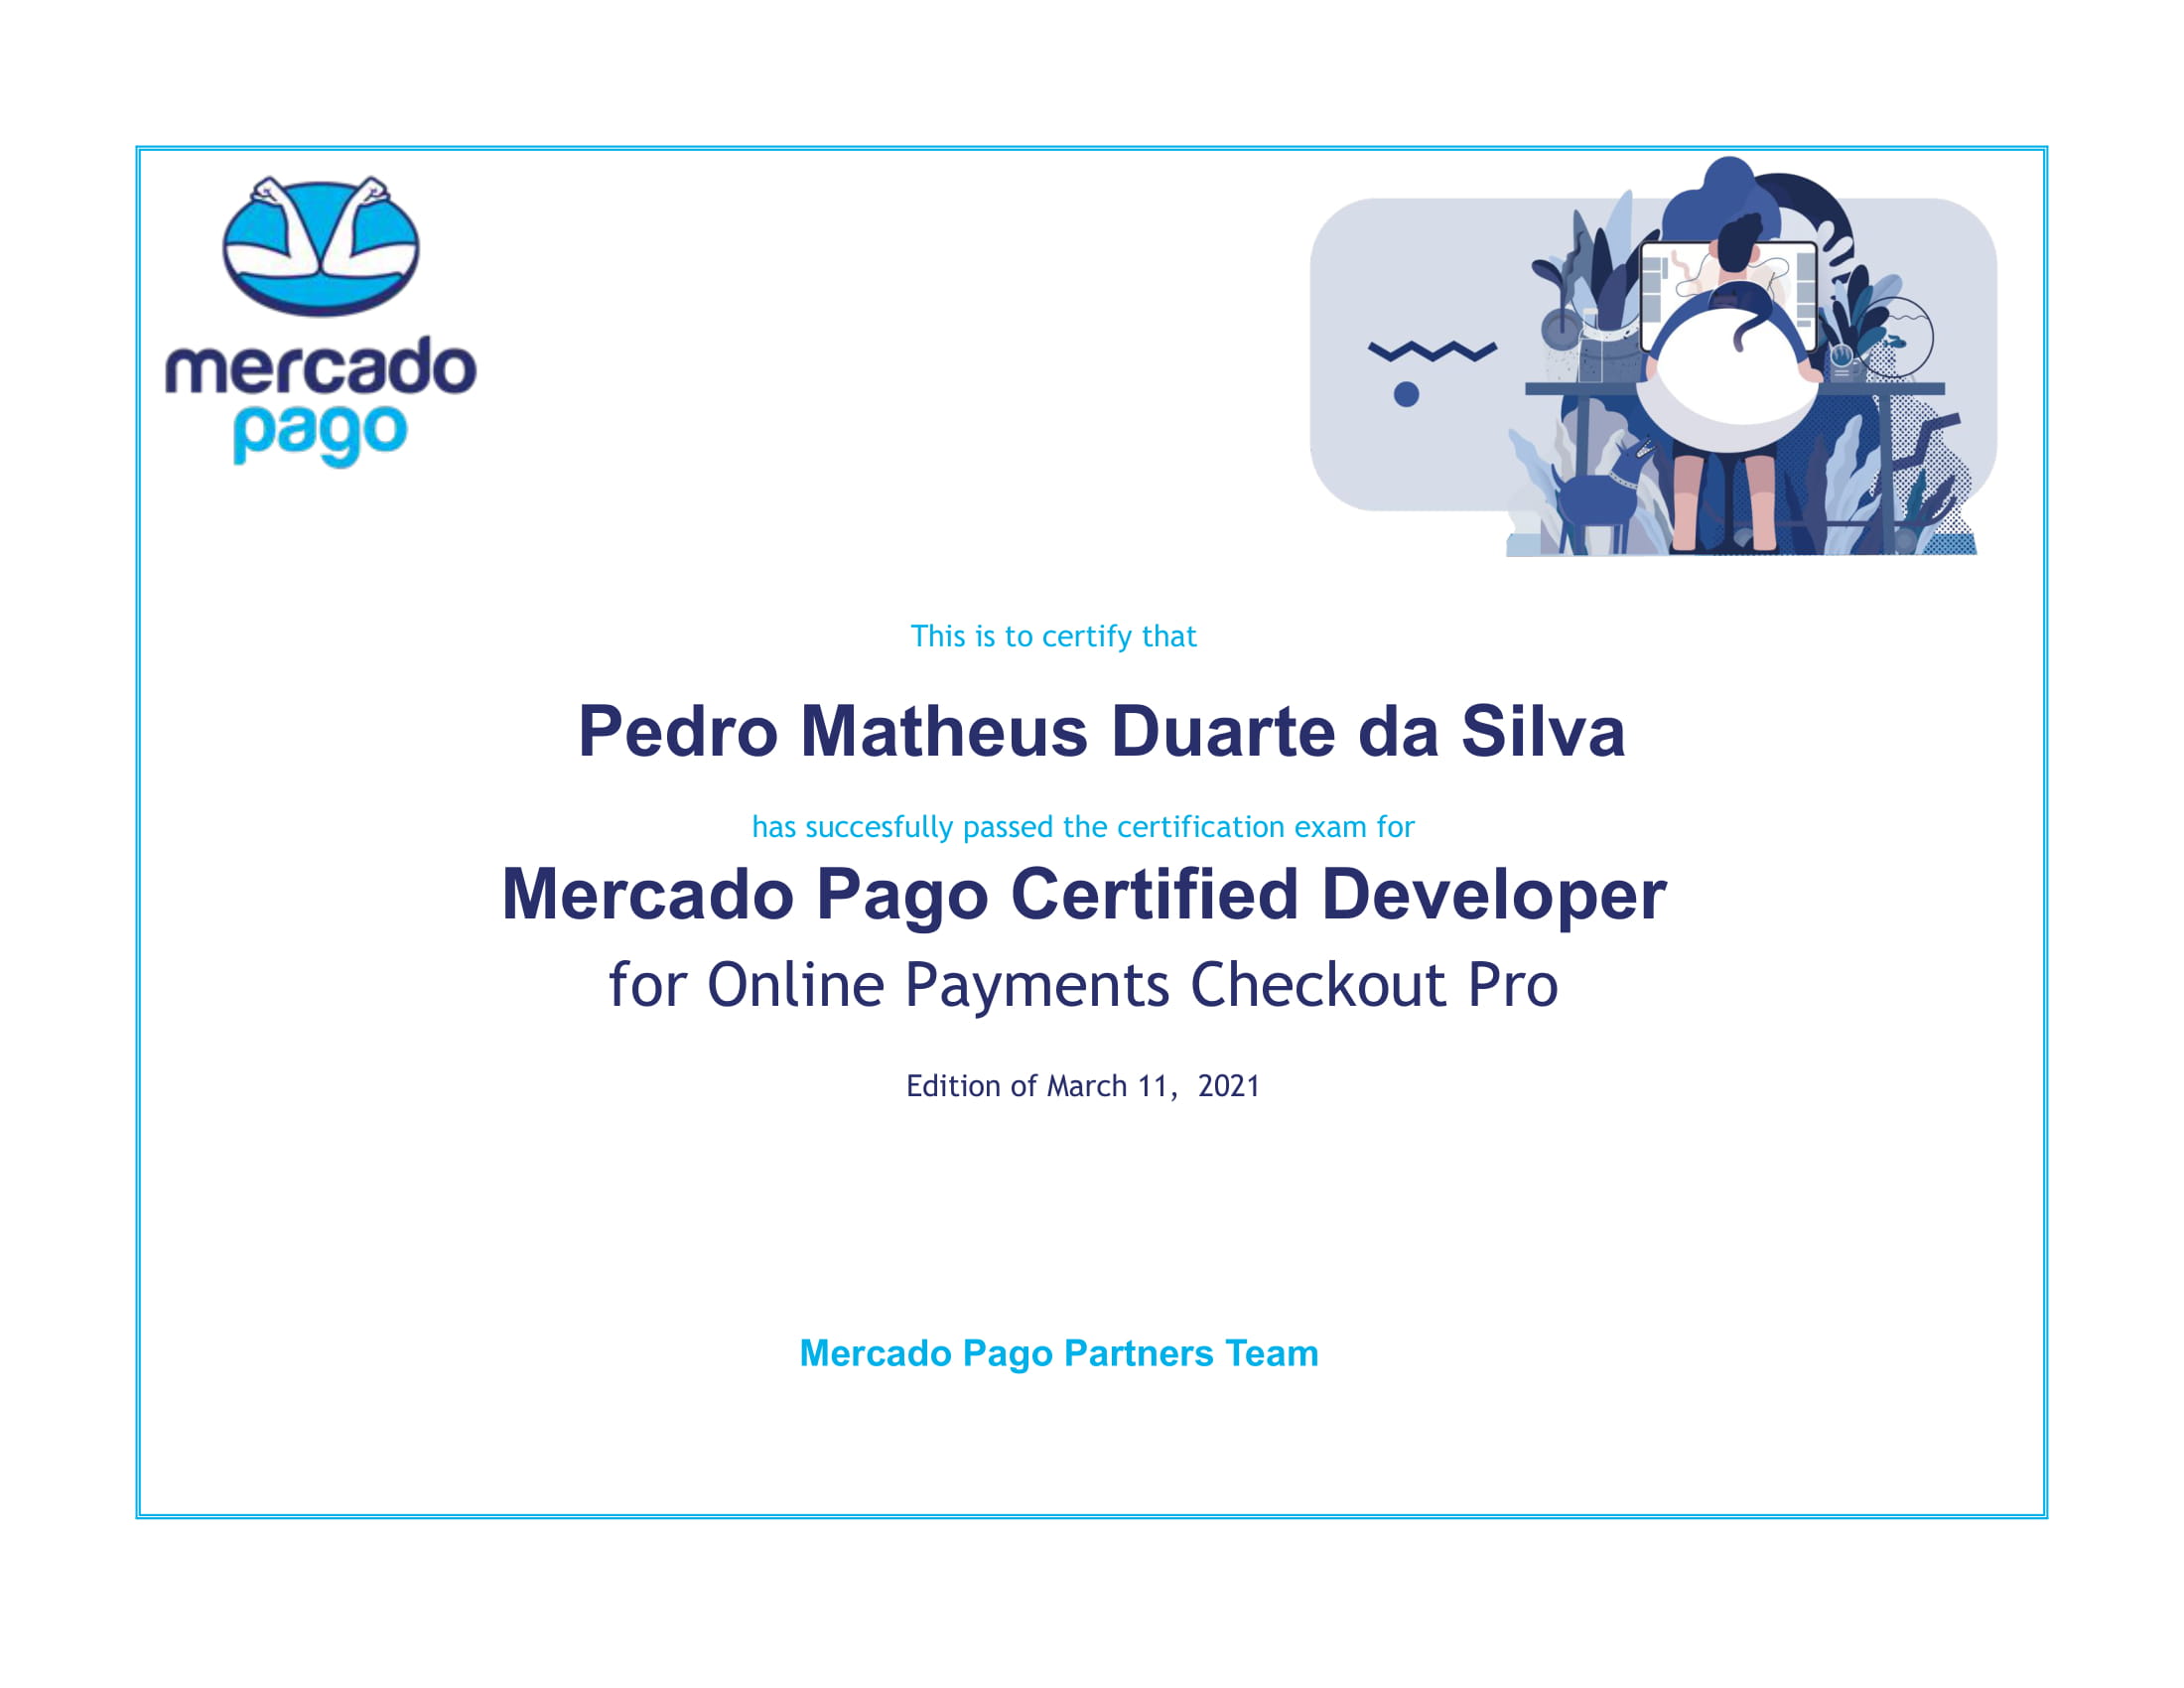 mercado
pago
This is to certify that
Pedro Matheus Duarte da Silva
has succesfully passed the certification exam for
Mercado Pago Certified Developer
for Online Payments Checkout Pro
Edition of March 11,  2021
Mercado Pago Partners Team